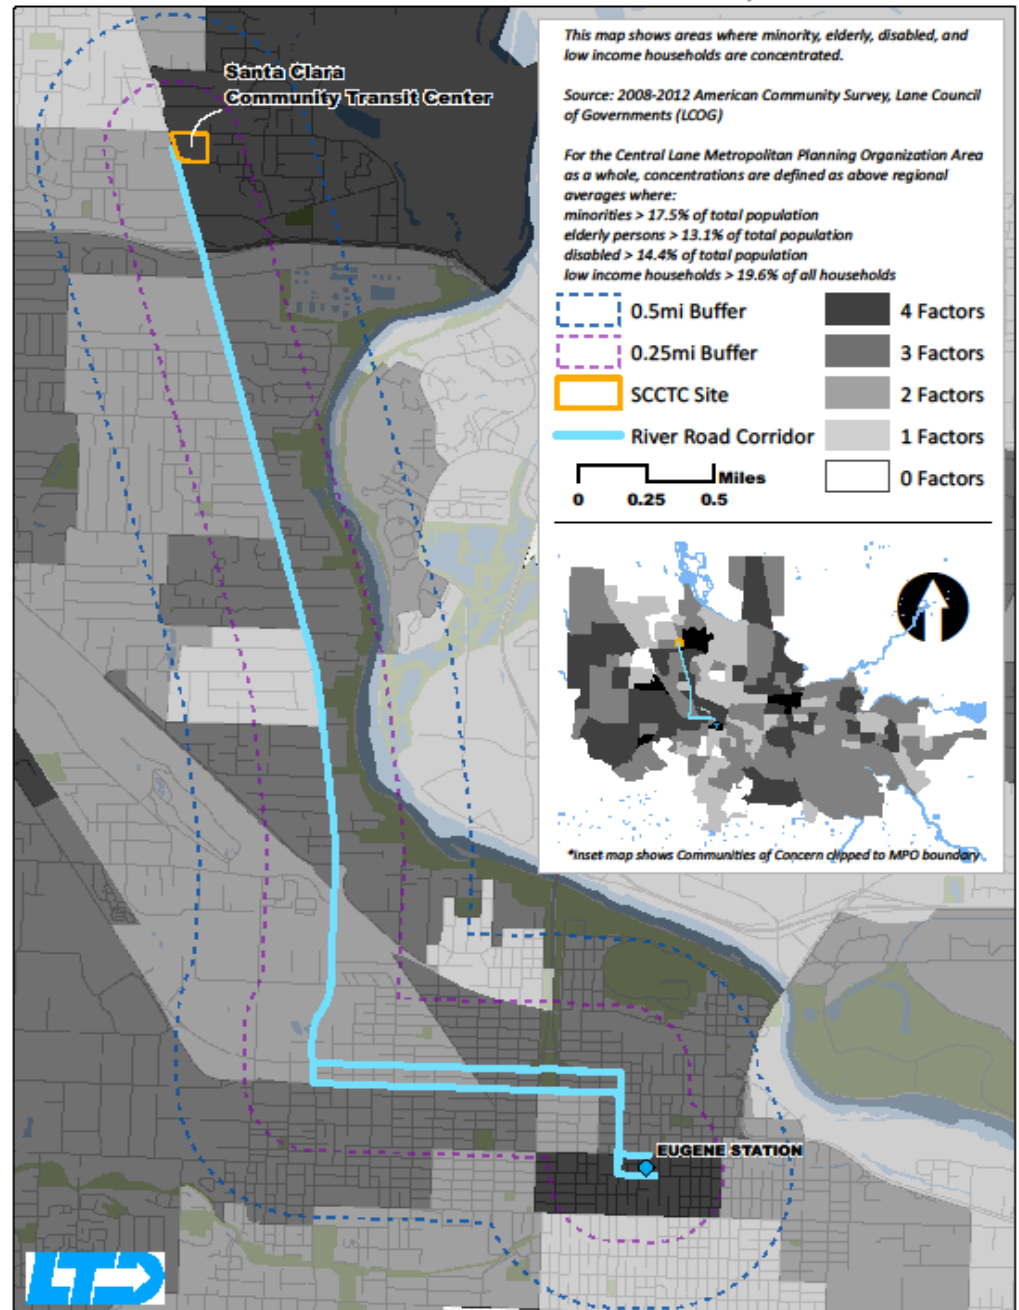 Santa Clara
Community Transit Center
This map shows areas where minority, elderly, disabled, and
low income households are concentrated.
Source: 2008-2012 American Community Survey, Lane Council
of Governments (LCOG)
For the Central Lane Metropolitan Planning Organization Area
as a whole, concentrations are defined as above regional
averages where:
minorities > 17.5% of total population
elderly persons > 13.1% of total population
disabled > 14.4% of total population
low income households > 19.6% of all households
0.5mi Buffer
4 Factors
0.25mi Buffer
3 Factors
SCCTC Site
2 Factors
River Road Corridor
1 Factors
0 Factors
Miles
0 0.25 0.5
*Inset map shows Communities of Concern clipped to MPO boundary
EUGENE STATION
LTD